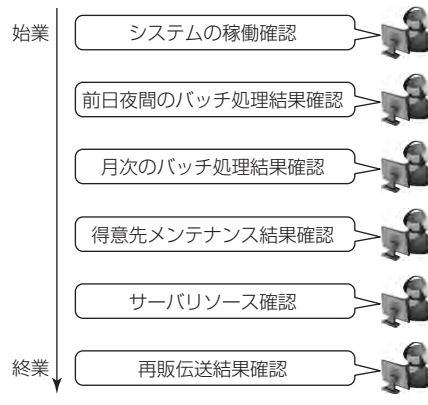 始業
システムの稼働確認
前日夜間のバッチ処理結果確認
月次のバッチ処理結果確認
得意先メンテナンス結果確認
サーバリソース確認
終業
再販伝送結果確認